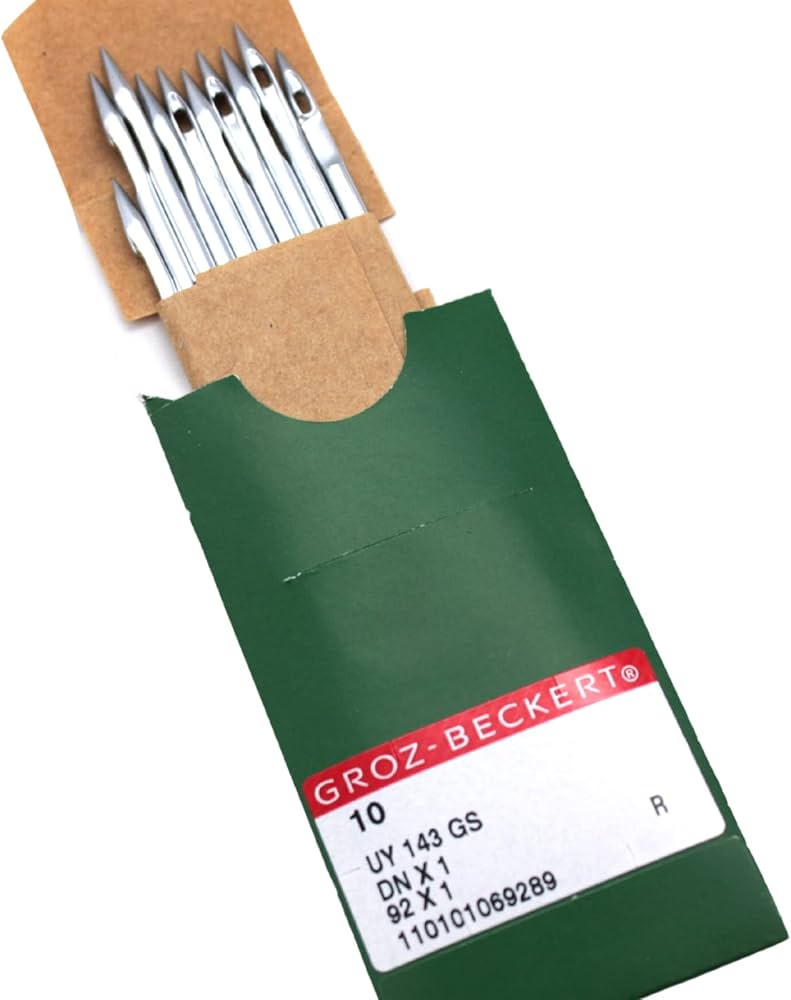 GROZ-BECKERT®
10
UY 143 GS R
DN X 1
92 X 1
110101069289